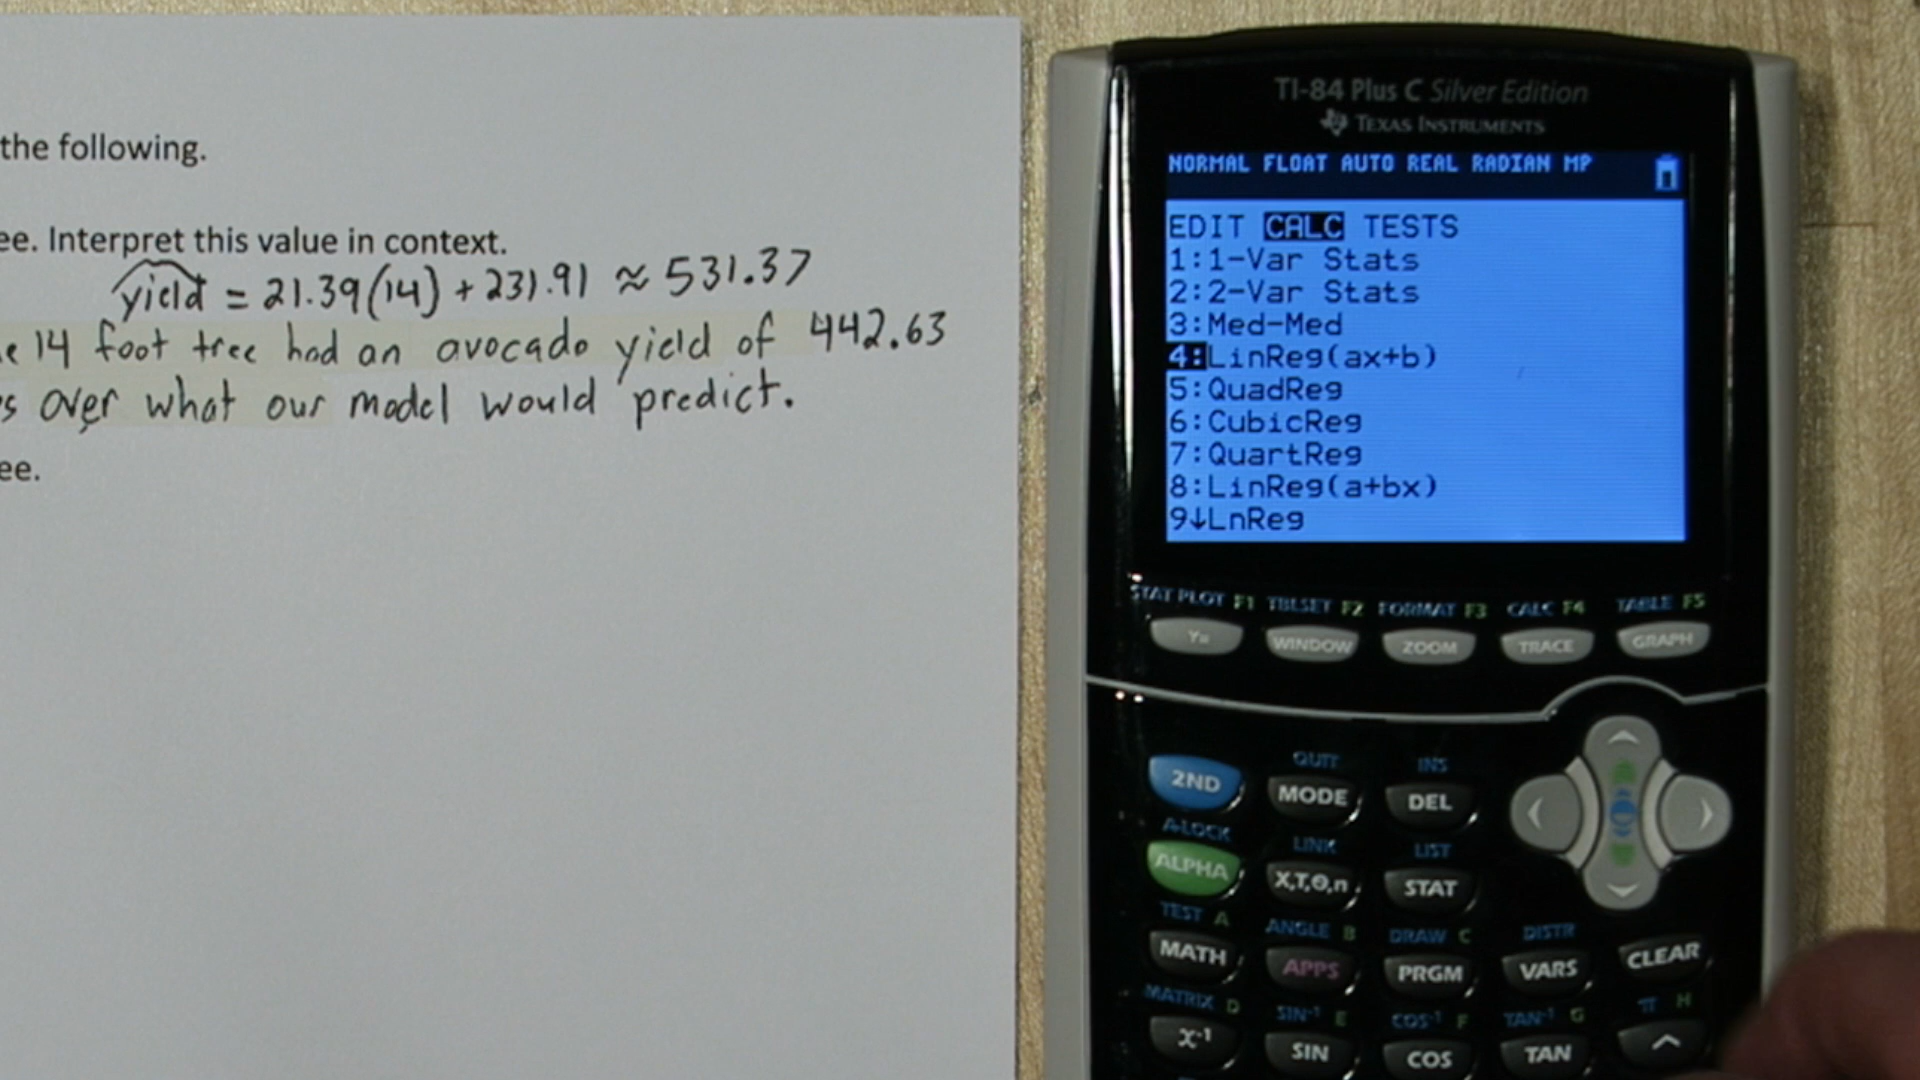 the following.
ee. Interpret this value in context.
yield = 21.39(14) + 231.91 ≈ 531.37
e 14 foot tree had an avocado yield of 442.63
s over what our model would predict.
ee.
TI-84 Plus C Silver Edition
TEXAS INSTRUMENTS
NORMAL FLOAT AUTO REAL RADIAN MP
EDIT CALC TESTS
1:1-Var Stats
2:2-Var Stats
3:Med-Med
4:LinReg(ax+b)
5:QuadReg
6:CubicReg
7:QuartReg
8:LinReg(a+bx)
9↓LnReg
STAT PLOT F1 TBLSET F2 FORMAT F3 CALC F4 TABLE F5
Y= WINDOW ZOOM TRACE GRAPH
QUIT INS
2ND MODE DEL
A-LOCK LINK LIST
ALPHA X,T,Θ,n STAT
TEST A ANGLE B DRAW C DISTR
MATH APPS PRGM VARS CLEAR
MATRIX D SIN⁻¹ E COS⁻¹ F TAN⁻¹ G π H
x⁻¹ SIN COS TAN ^